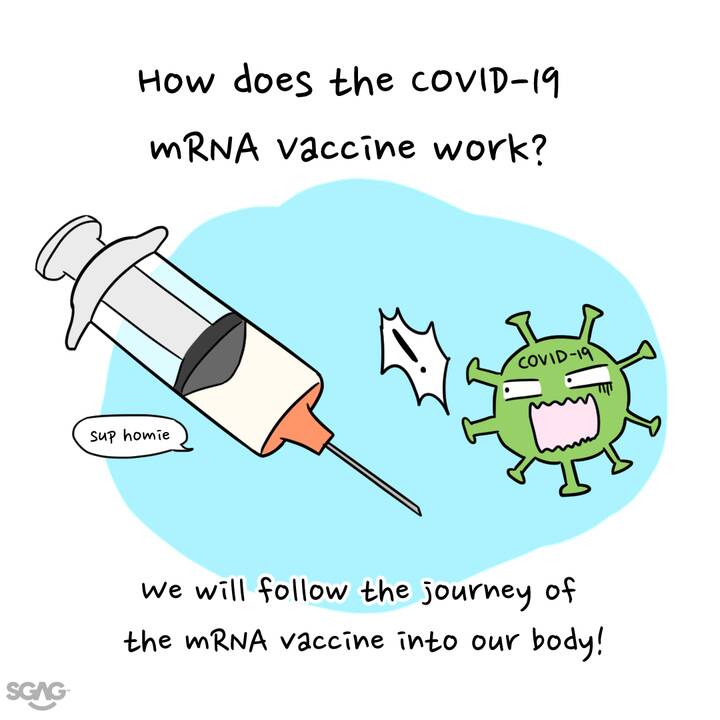 How does the COVID-19
mRNA vaccine work?
COVID-19
!
sup homie
We will follow the journey of
the mRNA vaccine into our body!
SGAG